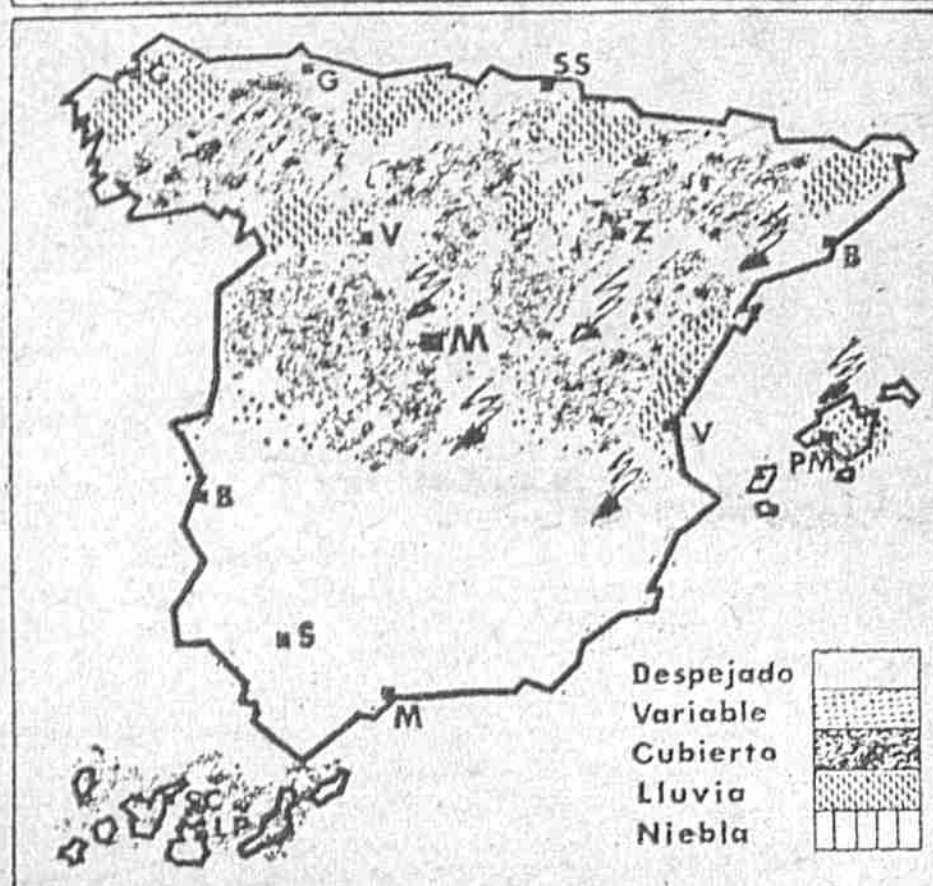 C
G
SS
V
Z
B
M
V
PM
B
S
M
SC
LP
Despejado
Variable
Cubierto
Lluvia
Niebla